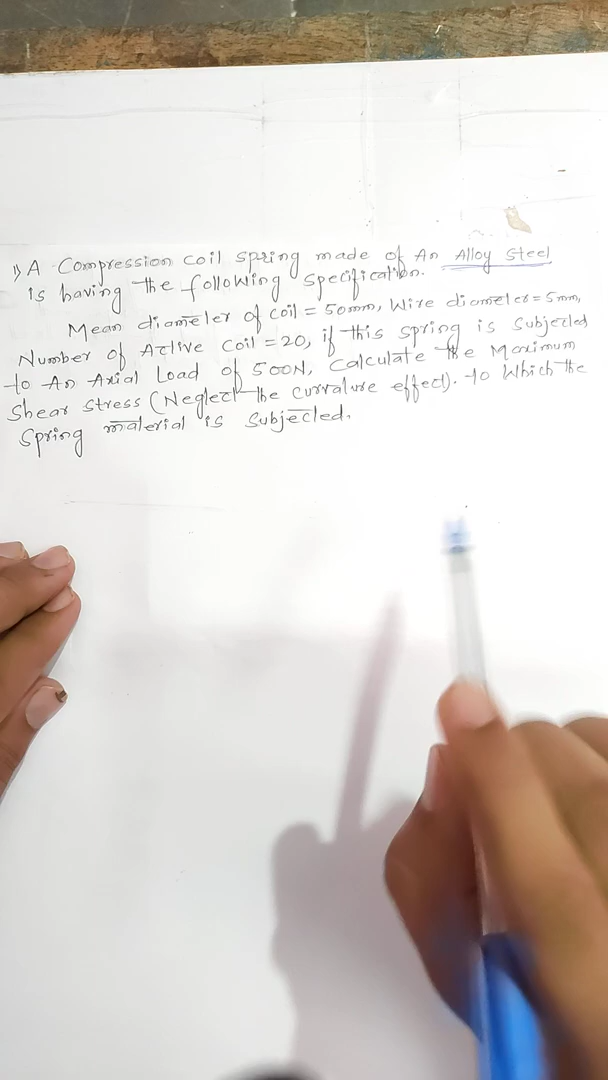 1) A Compression coil spring made of An Alloy Steel
is having the following specification.
Mean diameter of coil = 50mm, Wire diameter = 5mm,
Number of Active coil = 20, if this spring is subjected
to An Axial Load of 500N, Calculate the Maximum
Shear Stress (Neglect the curvature effect). to Which the
Spring material is Subjected.